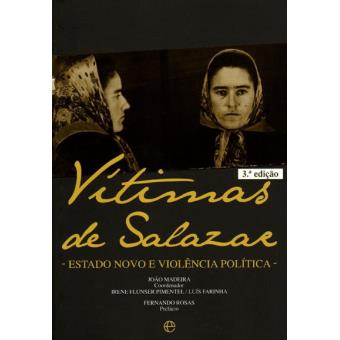 3.ª edição
Vítimas
de Salazar
- ESTADO NOVO E VIOLÊNCIA POLÍTICA -
JOÃO MADEIRA
Coordenador
IRENE FLUNSER PIMENTEL / LUÍS FARINHA
FERNANDO ROSAS
Prefácio
e